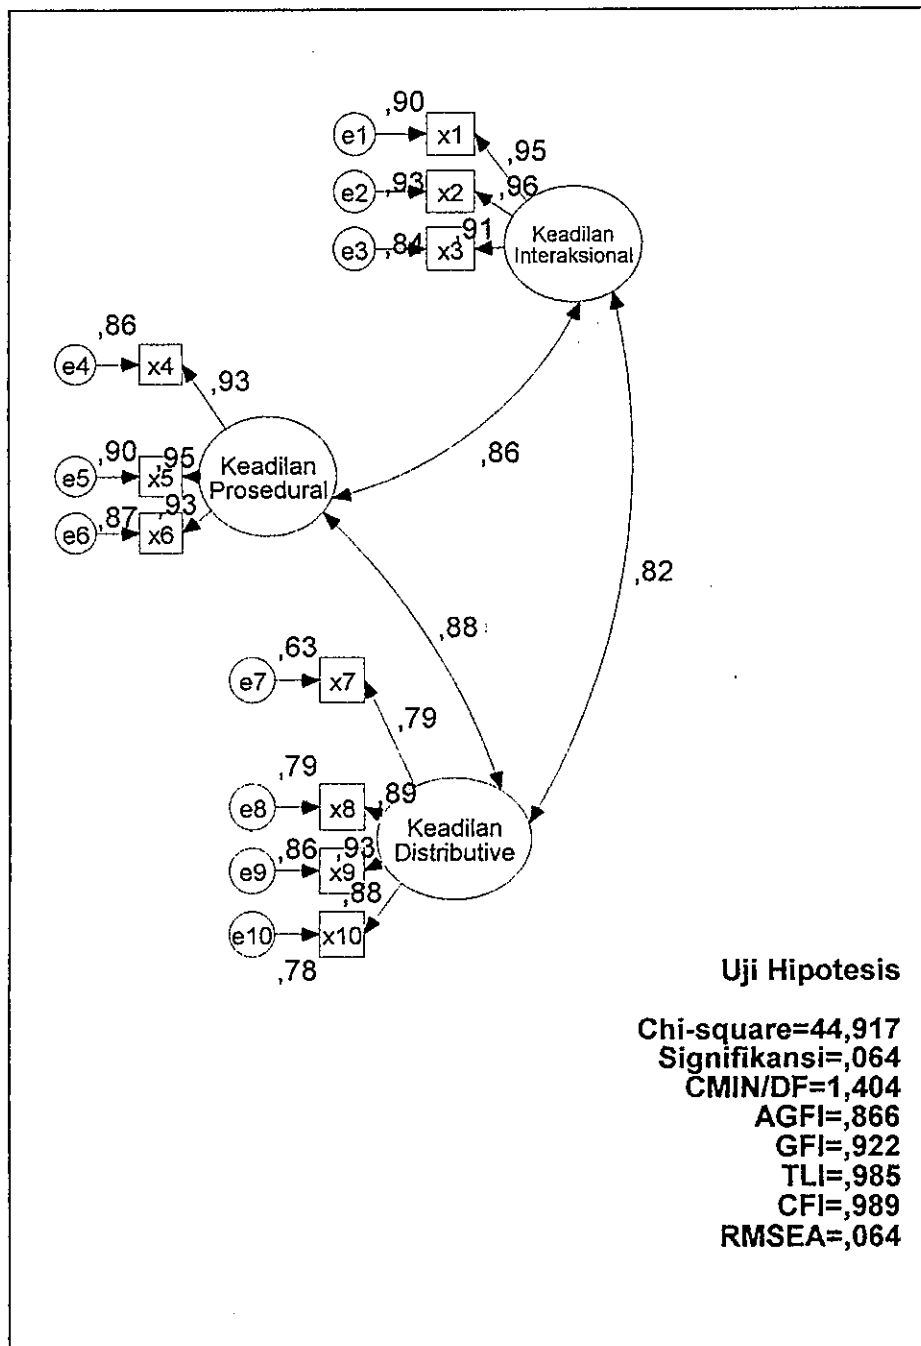 ,90
e1
x1
,95
e2
,93
x2
,96
e3
,84
x3
,91
Keadilan
Interaksional
,86
e4
x4
,93
e5
,90
x5
,95
e6
,87
x6
,93
Keadilan
Prosedural
,86
,82
,88
,63
e7
x7
,79
,79
e8
x8
,89
e9
,86
x9
,93
e10
x10
,88
,78
Keadilan
Distributive
Uji Hipotesis
Chi-square=44,917
Signifikansi=,064
CMIN/DF=1,404
AGFI=,866
GFI=,922
TLI=,985
CFI=,989
RMSEA=,064